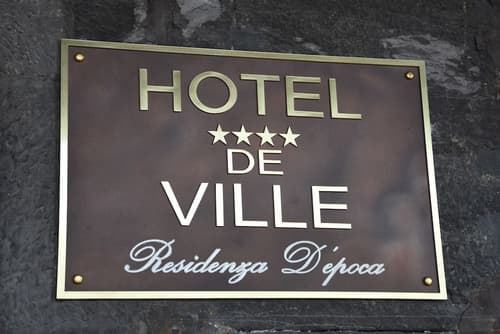 HOTEL
★★★★
DE
VILLE
Residenza D'epoca